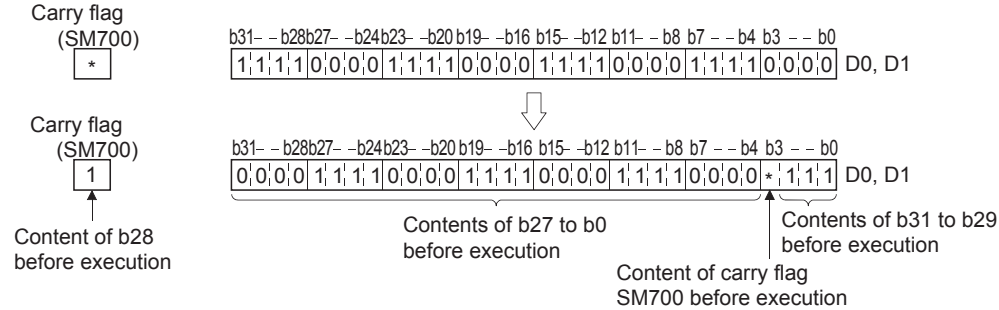 Carry flag
(SM700)
*
b31– – b28b27– –b24b23– –b20b19– –b16 b15– –b12 b11– – b8 b7 – – b4 b3 – – b0
1 1 1 1 0 0 0 0 1 1 1 1 0 0 0 0 1 1 1 1 0 0 0 0 1 1 1 1 0 0 0 0 D0, D1
Carry flag
(SM700)
1
b31– – b28b27– –b24b23– –b20b19– –b16 b15– –b12 b11– – b8 b7 – – b4 b3 – – b0
0 0 0 0 1 1 1 1 0 0 0 0 1 1 1 1 0 0 0 0 1 1 1 1 0 0 0 0 * 1 1 1 D0, D1
Content of b28
before execution
Contents of b27 to b0
before execution
Contents of b31 to b29
before execution
Content of carry flag
SM700 before execution